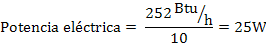 Potencia eléctrica = 252 Btu/h / 10 = 25W